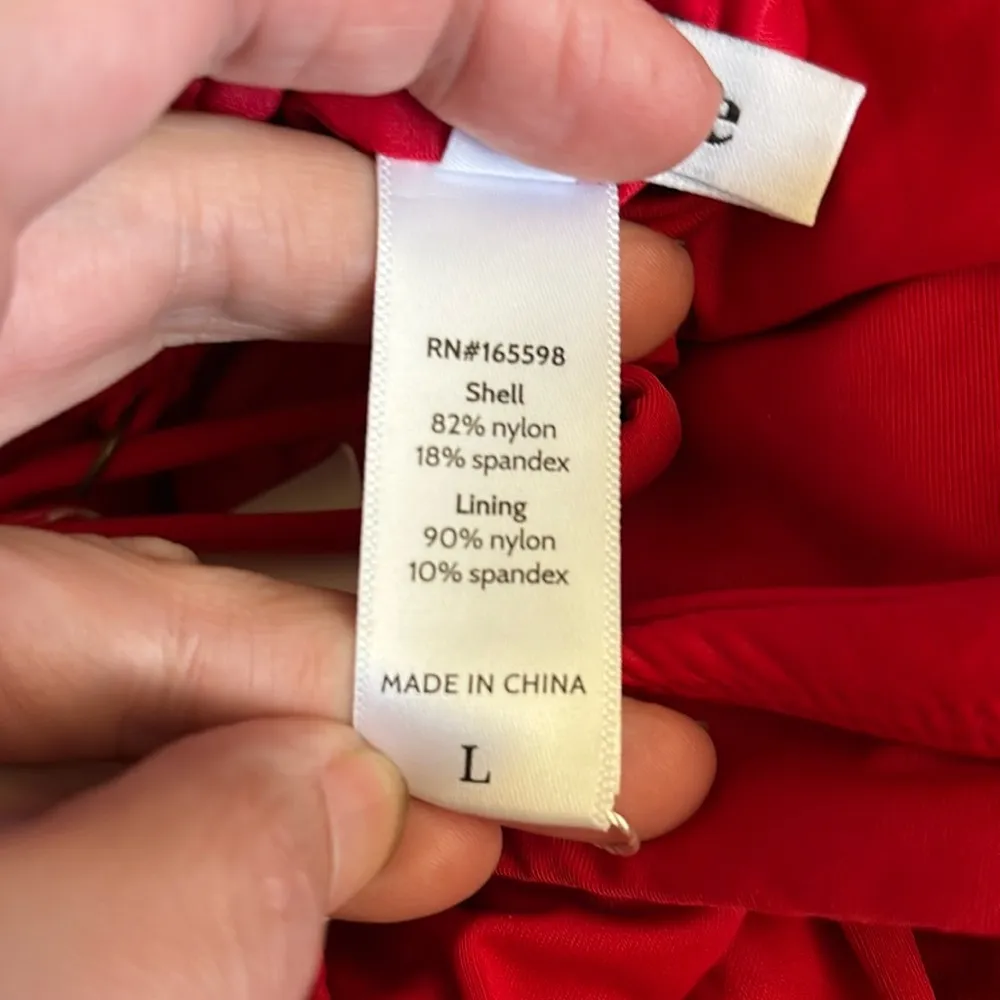 e
RN#165598
Shell
82% nylon
18% spandex
Lining
90% nylon
10% spandex
MADE IN CHINA
L